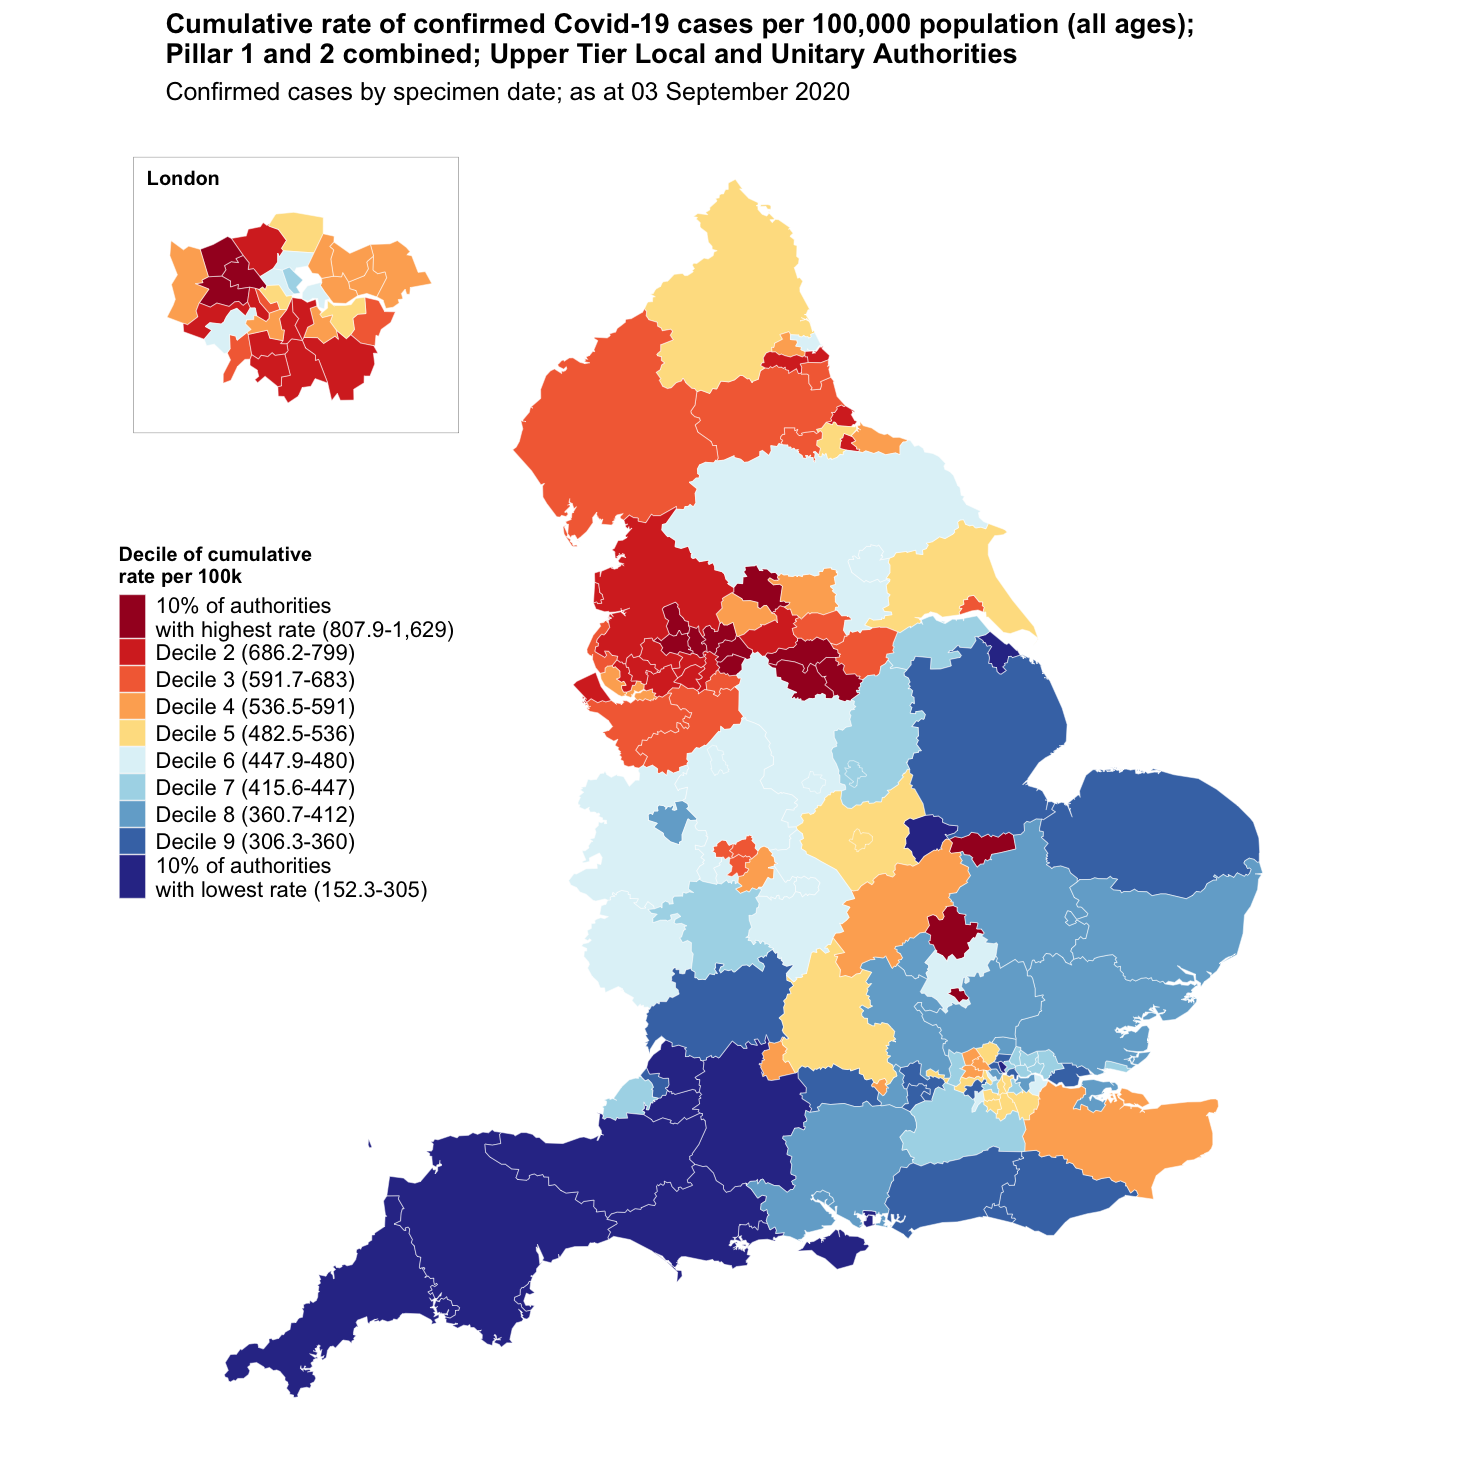 Cumulative rate of confirmed Covid-19 cases per 100,000 population (all ages);
Pillar 1 and 2 combined; Upper Tier Local and Unitary Authorities
Confirmed cases by specimen date; as at 03 September 2020
London
Decile of cumulative
rate per 100k
10% of authorities
with highest rate (807.9-1,629)
Decile 2 (686.2-799)
Decile 3 (591.7-683)
Decile 4 (536.5-591)
Decile 5 (482.5-536)
Decile 6 (447.9-480)
Decile 7 (415.6-447)
Decile 8 (360.7-412)
Decile 9 (306.3-360)
10% of authorities
with lowest rate (152.3-305)